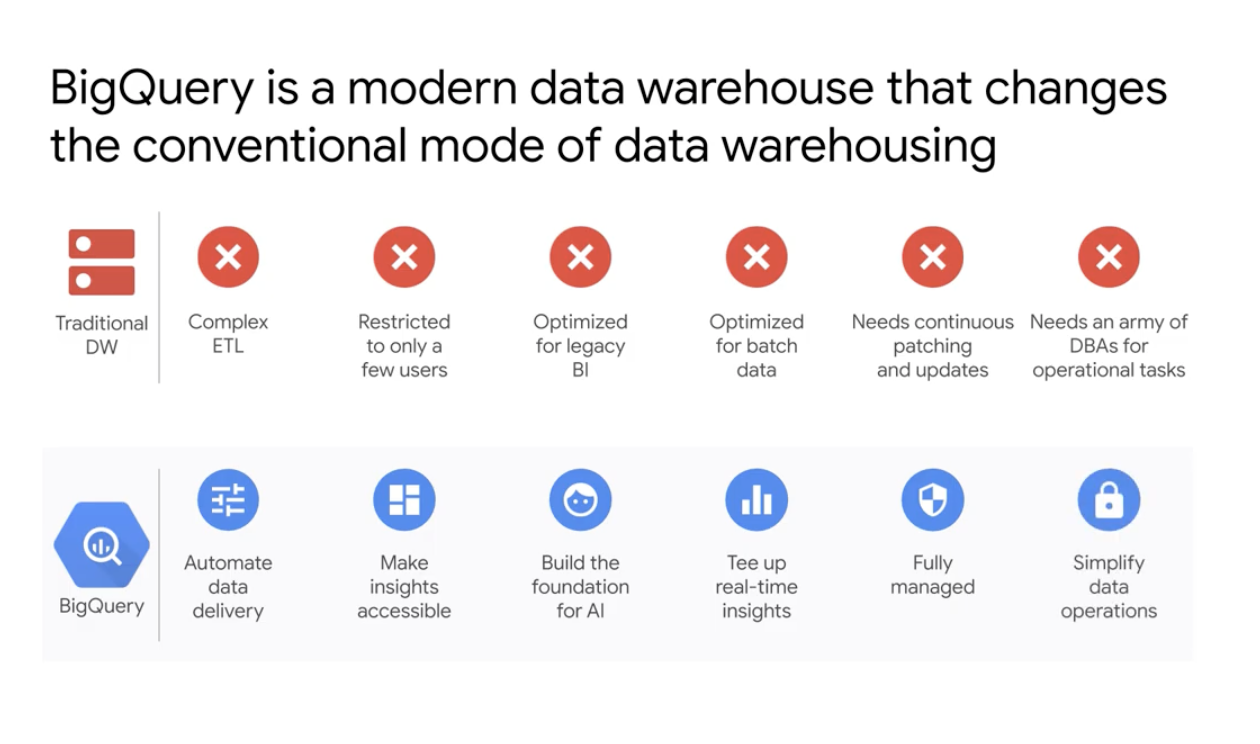 BigQuery is a modern data warehouse that changes
the conventional mode of data warehousing
Traditional
DW
Complex
ETL
Restricted
to only a
few users
Optimized
for legacy
BI
Optimized
for batch
data
Needs continuous
patching
and updates
Needs an army of
DBAs for
operational tasks
BigQuery
Automate
data
delivery
Make
insights
accessible
Build the
foundation
for AI
Tee up
real-time
insights
Fully
managed
Simplify
data
operations